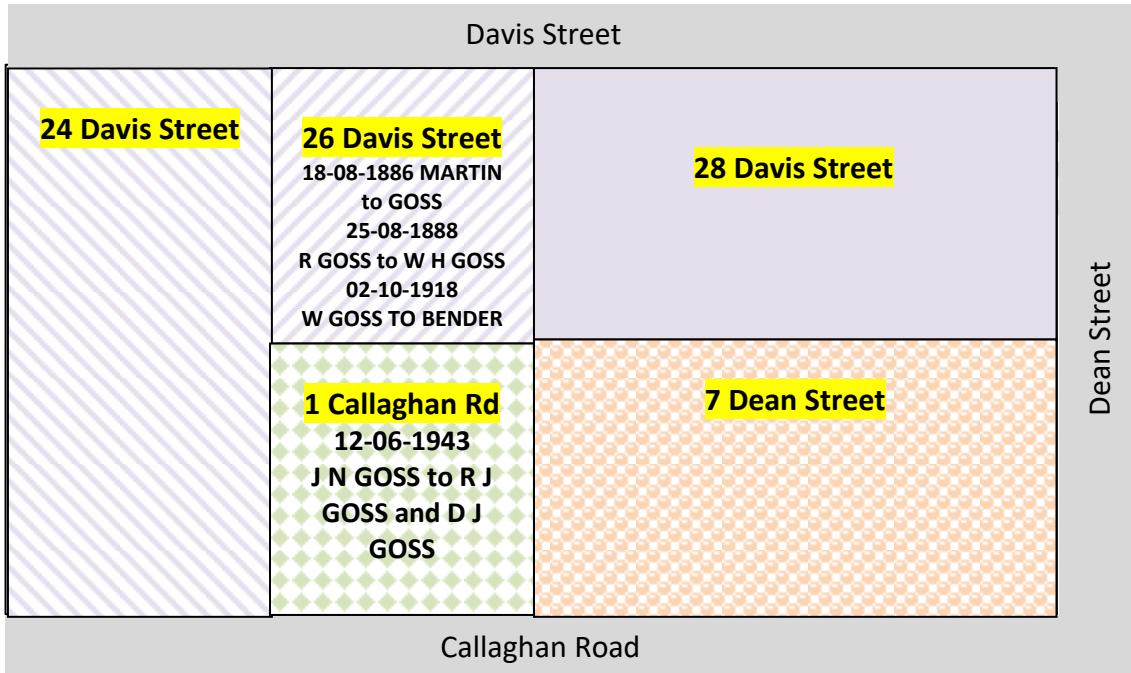 Davis Street
24 Davis Street
26 Davis Street
18-08-1886 MARTIN
to GOSS
25-08-1888
R GOSS to W H GOSS
02-10-1918
W GOSS TO BENDER
28 Davis Street
1 Callaghan Rd
12-06-1943
J N GOSS to R J
GOSS and D J
GOSS
7 Dean Street
Dean Street
Callaghan Road